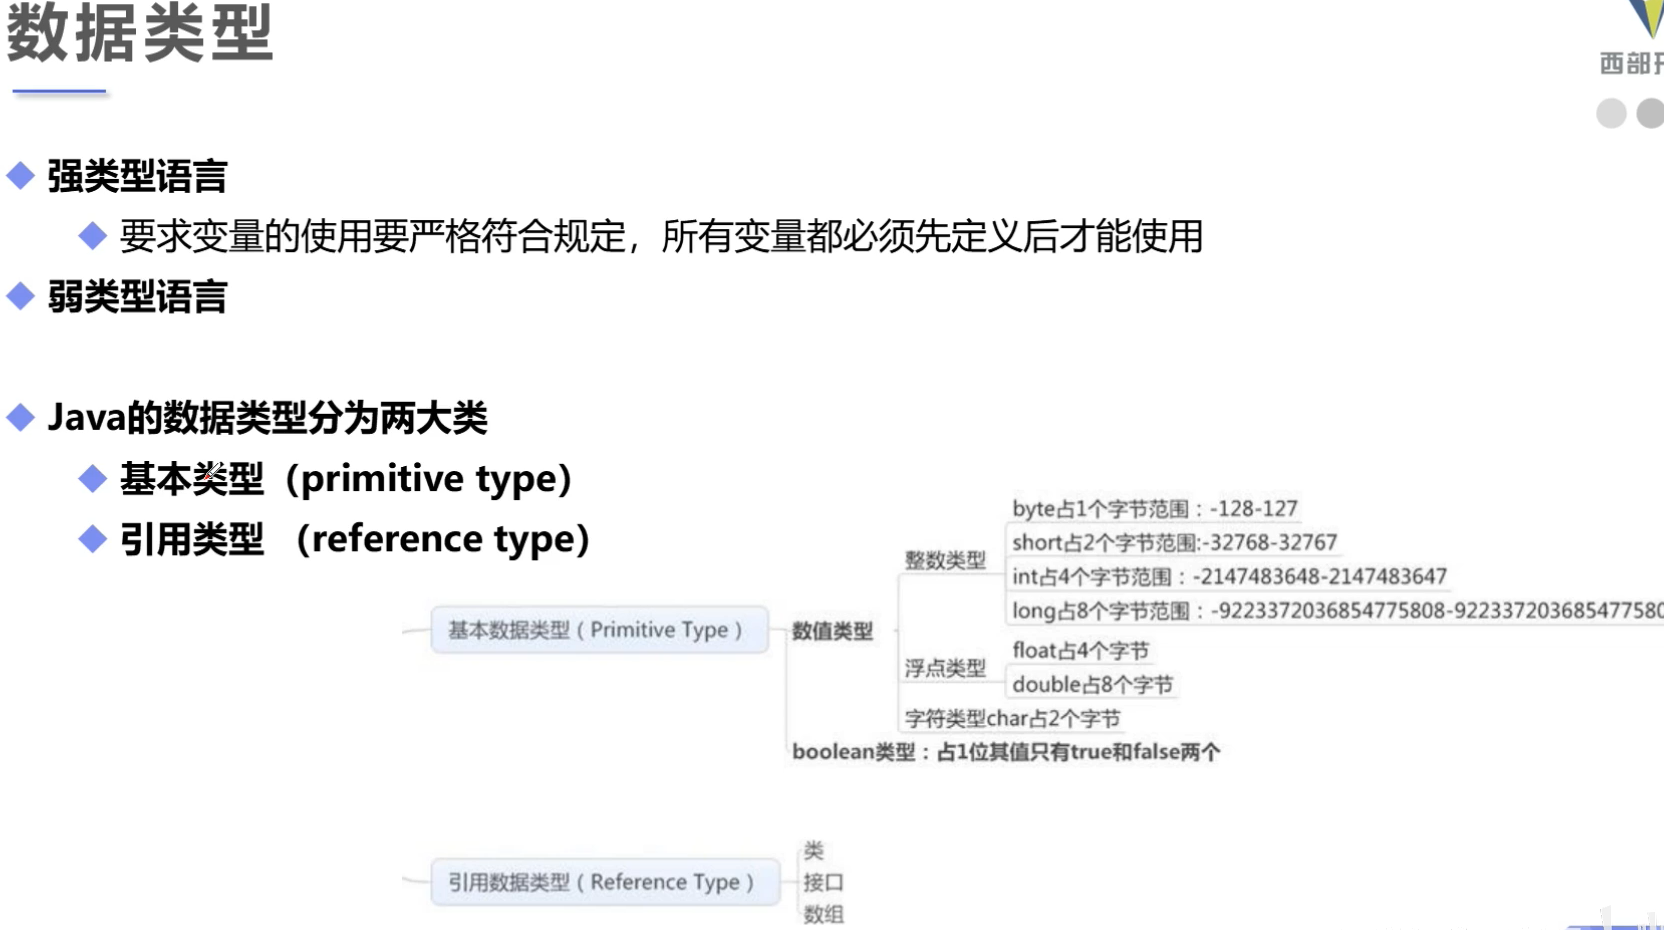 数据类型
西部开
强类型语言
要求变量的使用要严格符合规定，所有变量都必须先定义后才能使用
弱类型语言
Java的数据类型分为两大类
基本类型（primitive type）
引用类型 （reference type）
byte占1个字节范围：-128-127
short占2个字节范围:-32768-32767
整数类型
int占4个字节范围：-2147483648-2147483647
long占8个字节范围：-9223372036854775808-922337203685477580
基本数据类型（Primitive Type）
数值类型
float占4个字节
浮点类型
double占8个字节
字符类型char占2个字节
boolean类型：占1位其值只有true和false两个
类
引用数据类型（Reference Type）
接口
数组